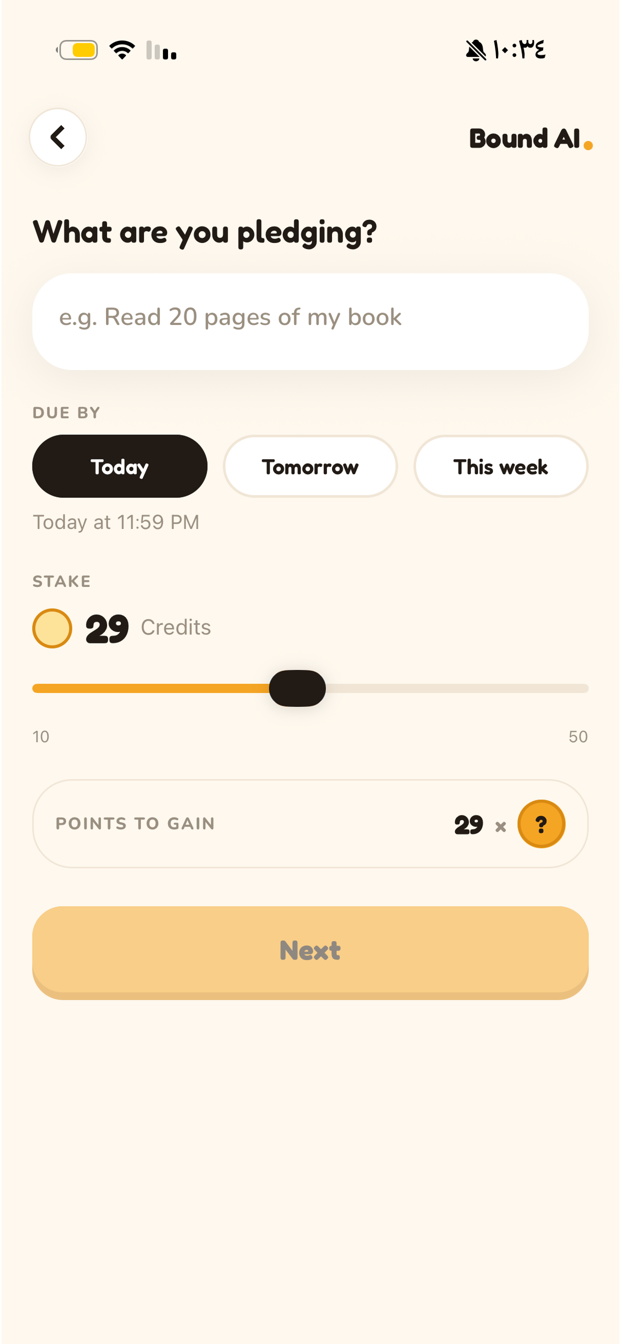 ١٠:٣٤
Bound AI.
What are you pledging?
e.g. Read 20 pages of my book
DUE BY
Today
Tomorrow
This week
Today at 11:59 PM
STAKE
29 Credits
10
50
POINTS TO GAIN
29 × ?
Next